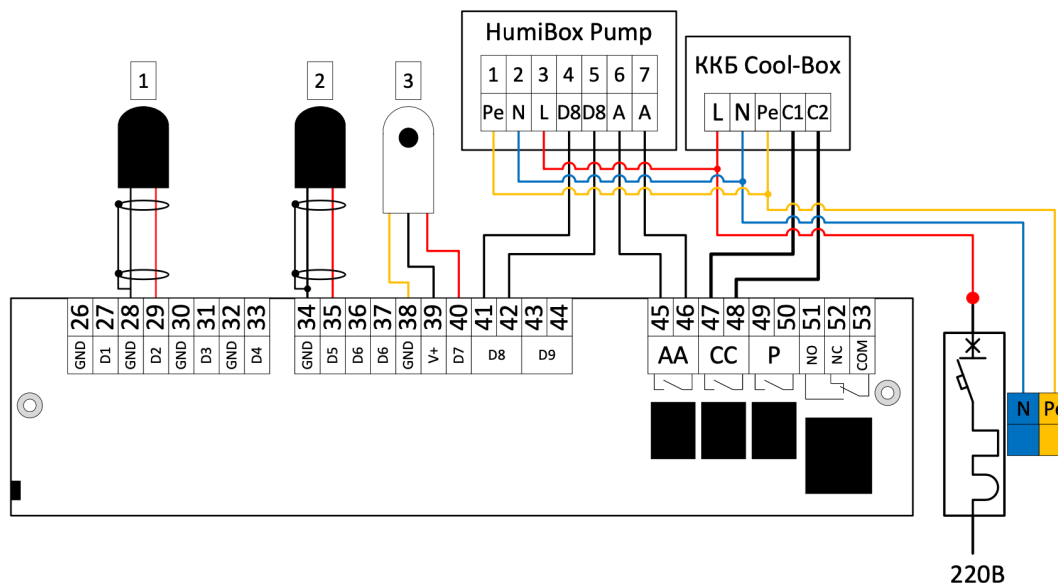 HumiBox Pump
ККБ Cool-Box
1
2
3
1 2 3 4 5 6 7
Pe N L D8 D8 A A
L N Pe C1 C2
26 27 28 29 30 31 32 33
GND D1 GND D2 GND D3 GND D4
34 35 36 37 38 39 40 41 42 43 44
GND D5 D6 D6 GND V+ D7 D8 D9
45 46 47 48 49 50 51 52 53
AA CC P NO NC COM
N Pe
220В